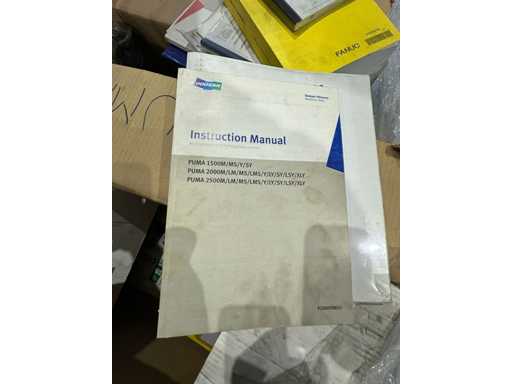 FANUC
DOOSAN
Instruction Manual
PUMA 1500M/MS/Y/SY
PUMA 2000M/LM/MS/LMS/Y/LY/SY/LSY/XLY
PUMA 2500M/LM/MS/LMS/Y/LY/SY/LSY/XLY